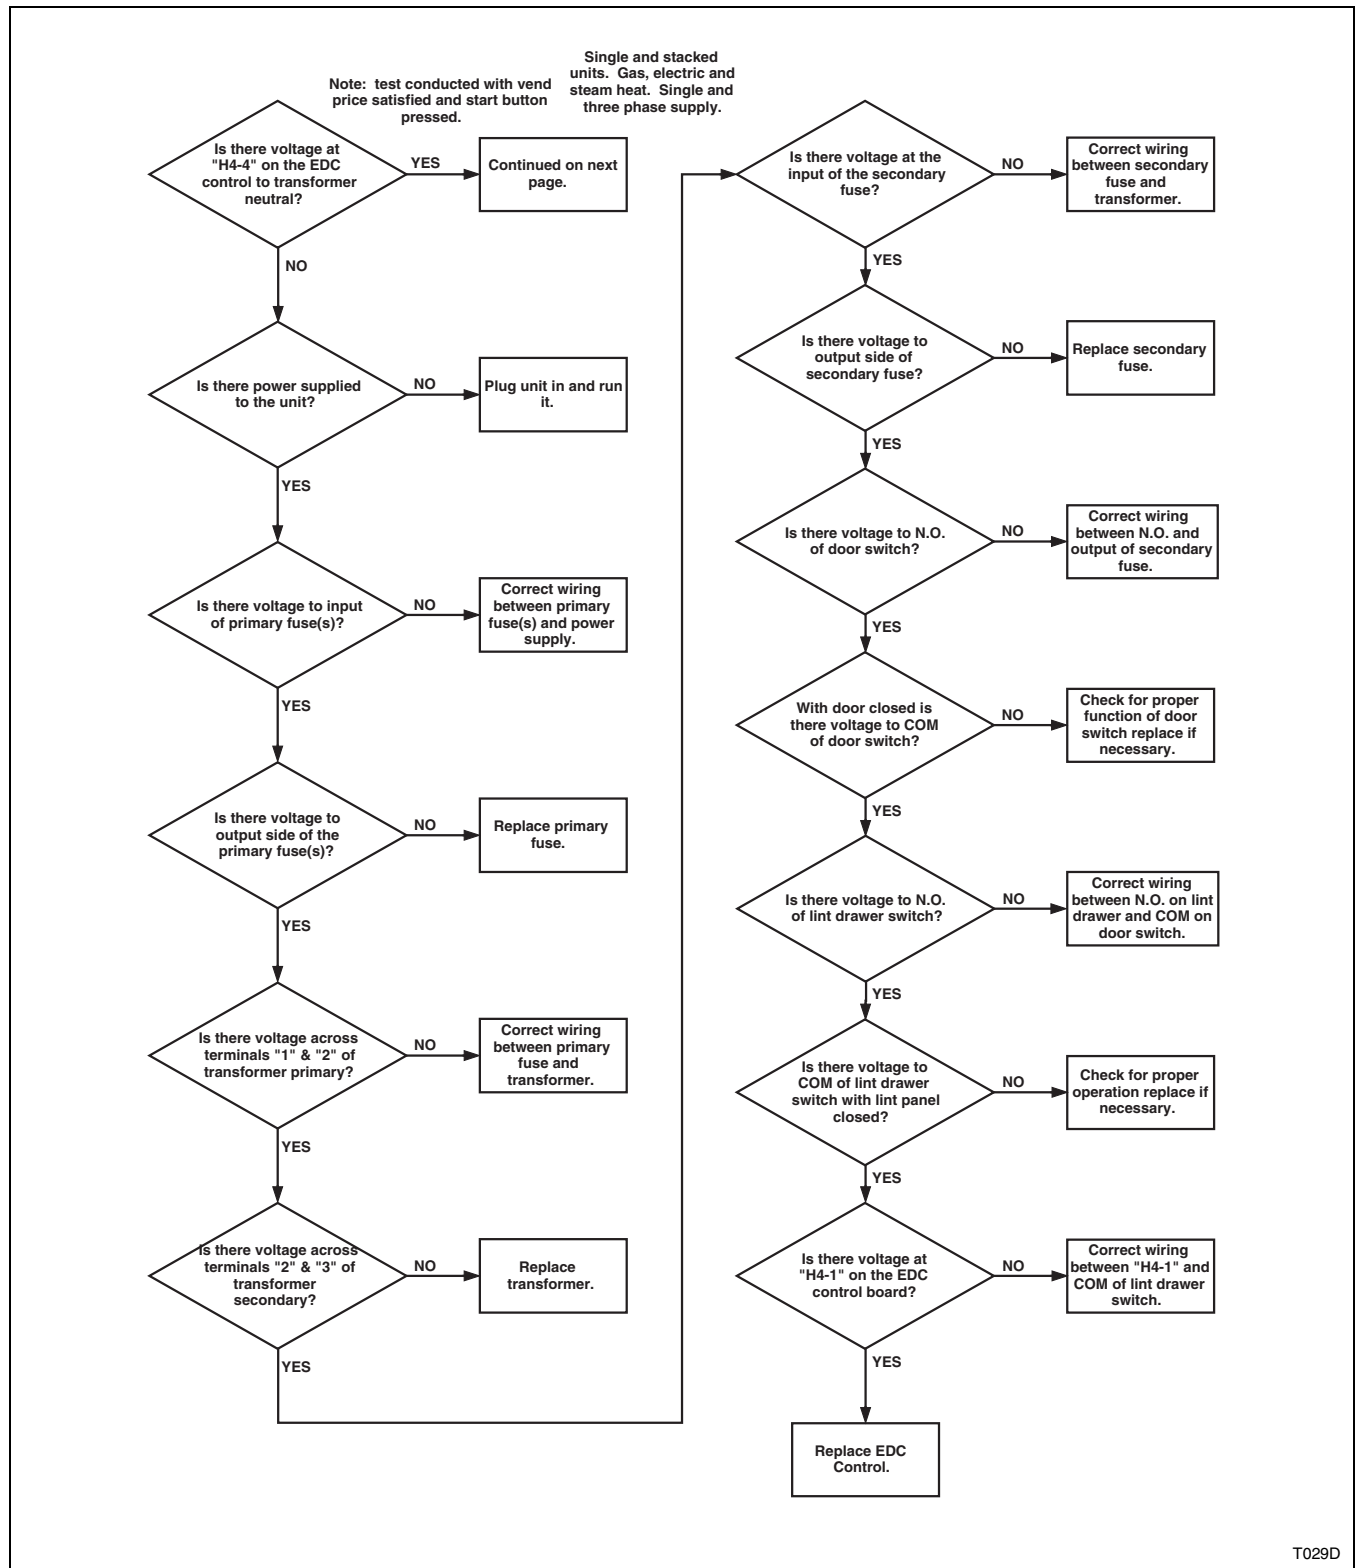 Note: test conducted with vend
price satisfied and start button
pressed.
Single and stacked
units. Gas, electric and
steam heat. Single and
three phase supply.
Is there voltage at
"H4-4" on the EDC
control to transformer
neutral?
YES
Continued on next
page.
NO
Is there power supplied
to the unit?
NO
Plug unit in and run
it.
YES
Is there voltage to input
of primary fuse(s)?
NO
Correct wiring
between primary
fuse(s) and power
supply.
YES
Is there voltage to
output side of the
primary fuse(s)?
NO
Replace primary
fuse.
YES
Is there voltage across
terminals "1" & "2" of
transformer primary?
NO
Correct wiring
between primary
fuse and
transformer.
YES
Is there voltage across
terminals "2" & "3" of
transformer
secondary?
NO
Replace
transformer.
YES
Is there voltage at the
input of the secondary
fuse?
NO
Correct wiring
between secondary
fuse and
transformer.
YES
Is there voltage to
output side of
secondary fuse?
NO
Replace secondary
fuse.
YES
Is there voltage to N.O.
of door switch?
NO
Correct wiring
between N.O. and
output of secondary
fuse.
YES
With door closed is
there voltage to COM
of door switch?
NO
Check for proper
function of door
switch replace if
necessary.
YES
Is there voltage to N.O.
of lint drawer switch?
NO
Correct wiring
between N.O. on lint
drawer and COM on
door switch.
YES
Is there voltage to
COM of lint drawer
switch with lint panel
closed?
NO
Check for proper
operation replace if
necessary.
YES
Is there voltage at
"H4-1" on the EDC
control board?
NO
Correct wiring
between "H4-1" and
COM of lint drawer
switch.
YES
Replace EDC
Control.
T029D